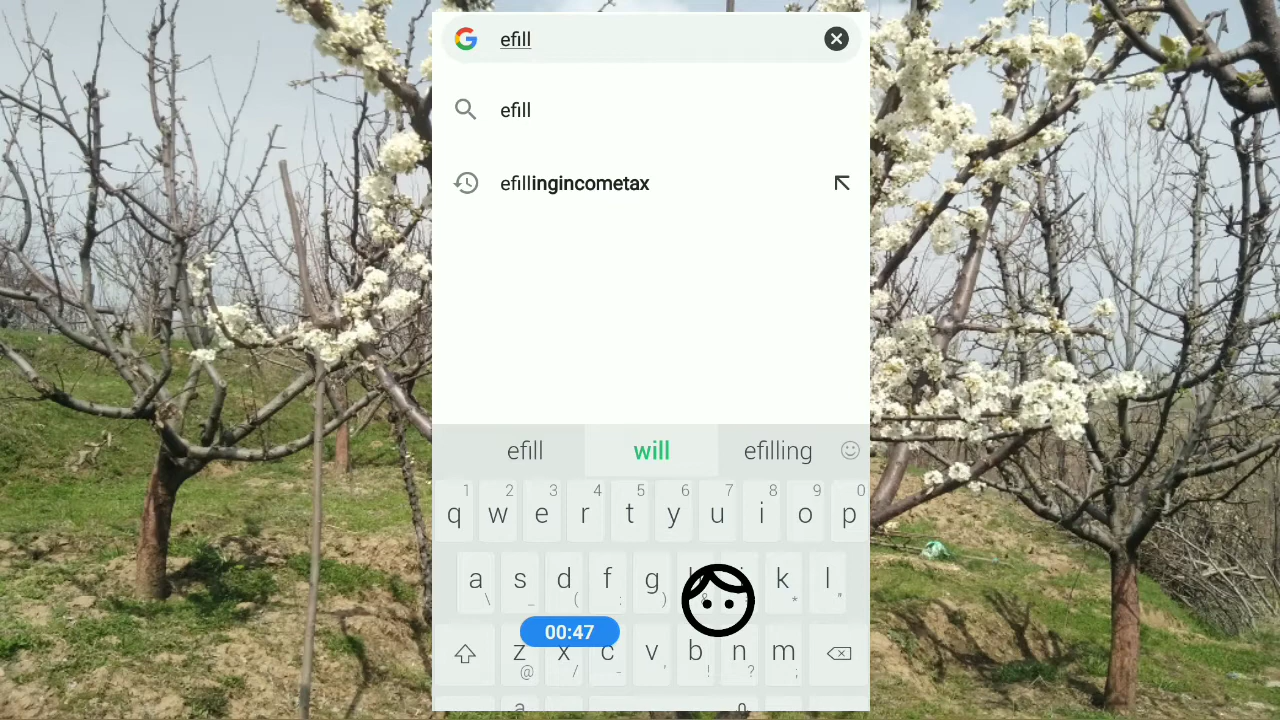 efill
efill
efillingincometax
efill will efilling
1 2 3 4 5 6 7 8 9 0
q w e r t y u i o p
a s d f g k l
\ _ ( : ) & * "
00:47
z x c v b n m
@ / - ' ! ? ;